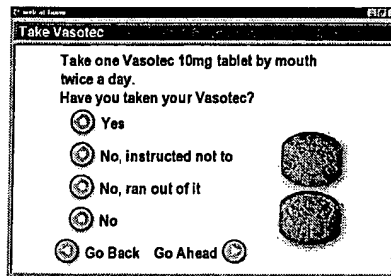 Take Vasotec
Take one Vasotec 10mg tablet by mouth
twice a day.
Have you taken your Vasotec?
Yes
No, instructed not to
No, ran out of it
No
Go Back Go Ahead